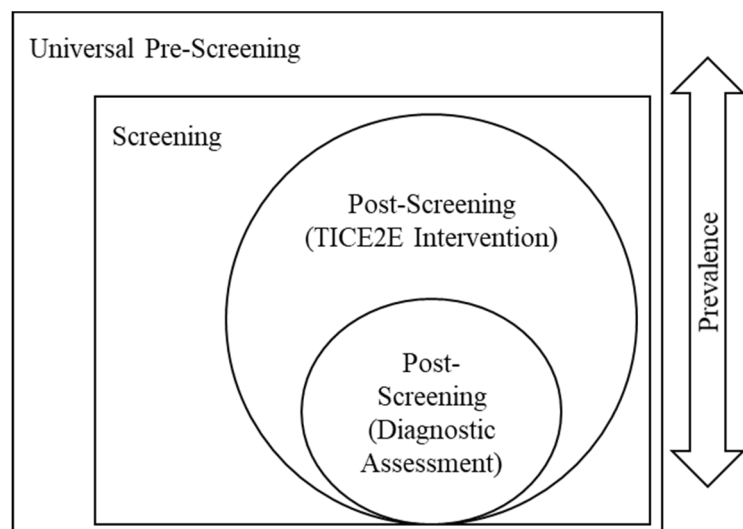 Universal Pre-Screening
Screening
Post-Screening
(TICE2E Intervention)
Post-
Screening
(Diagnostic
Assessment)
Prevalence